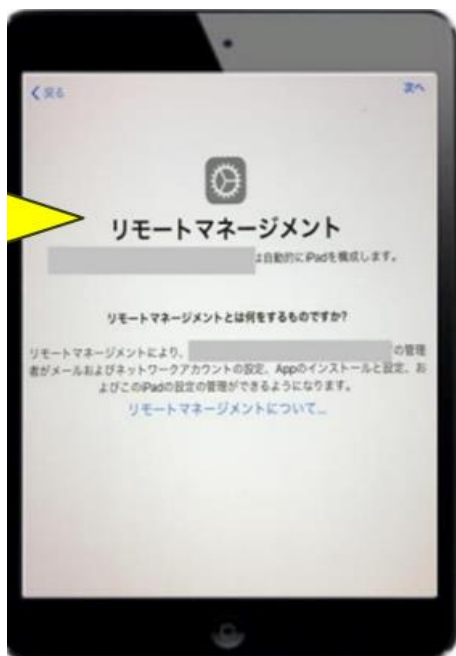 戻る
次へ
リモートマネージメント
は自動的にiPadを構成します。
リモートマネージメントとは何をするものですか?
リモートマネージメントにより、 の管理
者がメールおよびネットワークアカウントの設定、Appのインストールと設定、お
よびこのiPadの設定の管理ができるようになります。
リモートマネージメントについて...